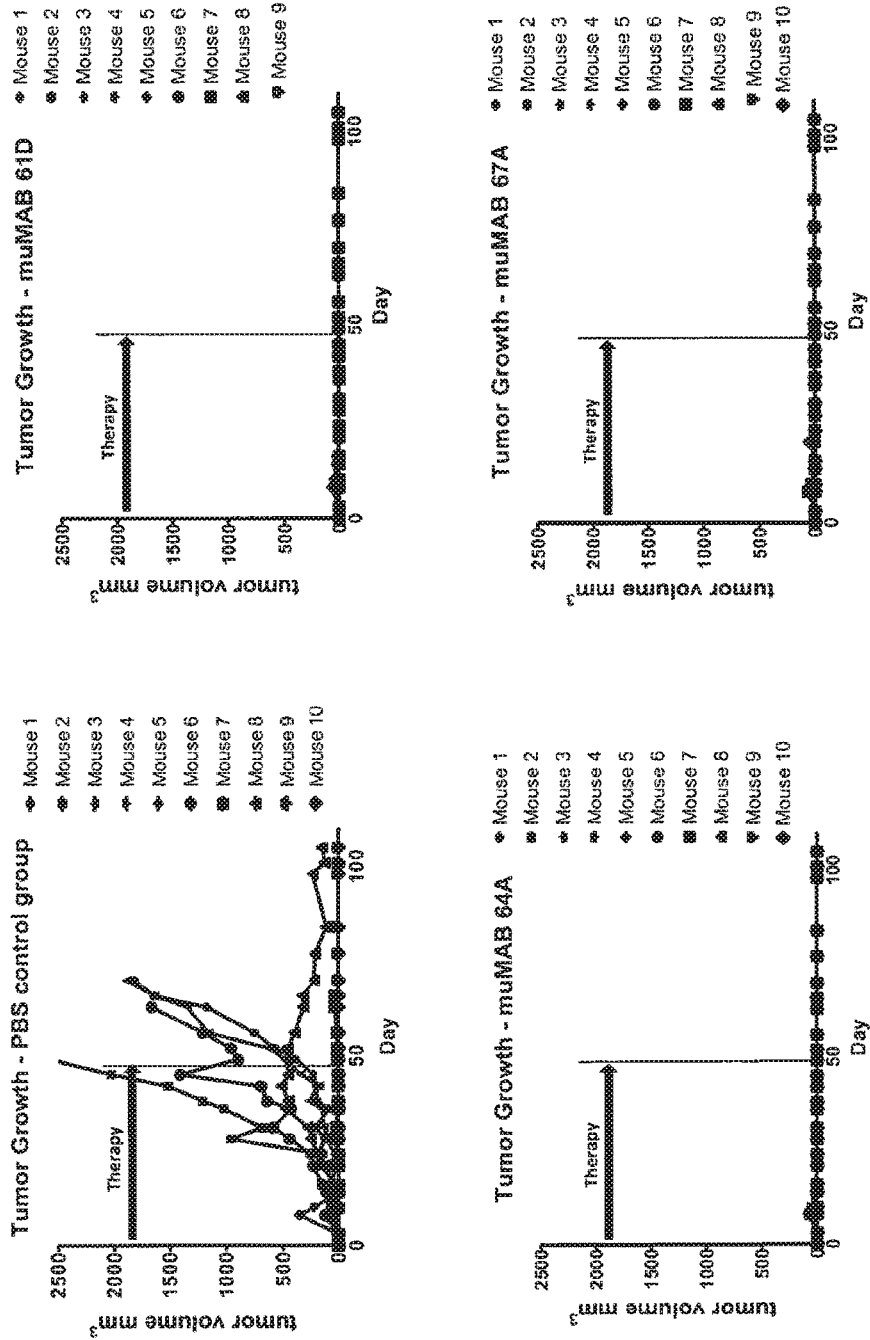 Tumor Growth - PBS control group
tumor volume mm3
2500
2000
1500
1000
500
0
Therapy
0
50
100
Day
Mouse 1
Mouse 2
Mouse 3
Mouse 4
Mouse 5
Mouse 6
Mouse 7
Mouse 8
Mouse 9
Mouse 10
Tumor Growth - muMAB 61D
tumor volume mm3
2500
2000
1500
1000
500
0
Therapy
0
50
100
Day
Mouse 1
Mouse 2
Mouse 3
Mouse 4
Mouse 5
Mouse 6
Mouse 7
Mouse 8
Mouse 9
Tumor Growth - muMAB 64A
tumor volume mm3
2500
2000
1500
1000
500
0
Therapy
0
50
100
Day
Mouse 1
Mouse 2
Mouse 3
Mouse 4
Mouse 5
Mouse 6
Mouse 7
Mouse 8
Mouse 9
Mouse 10
Tumor Growth - muMAB 67A
tumor volume mm3
2500
2000
1500
1000
500
0
Therapy
0
50
100
Day
Mouse 1
Mouse 2
Mouse 3
Mouse 4
Mouse 5
Mouse 6
Mouse 7
Mouse 8
Mouse 9
Mouse 10